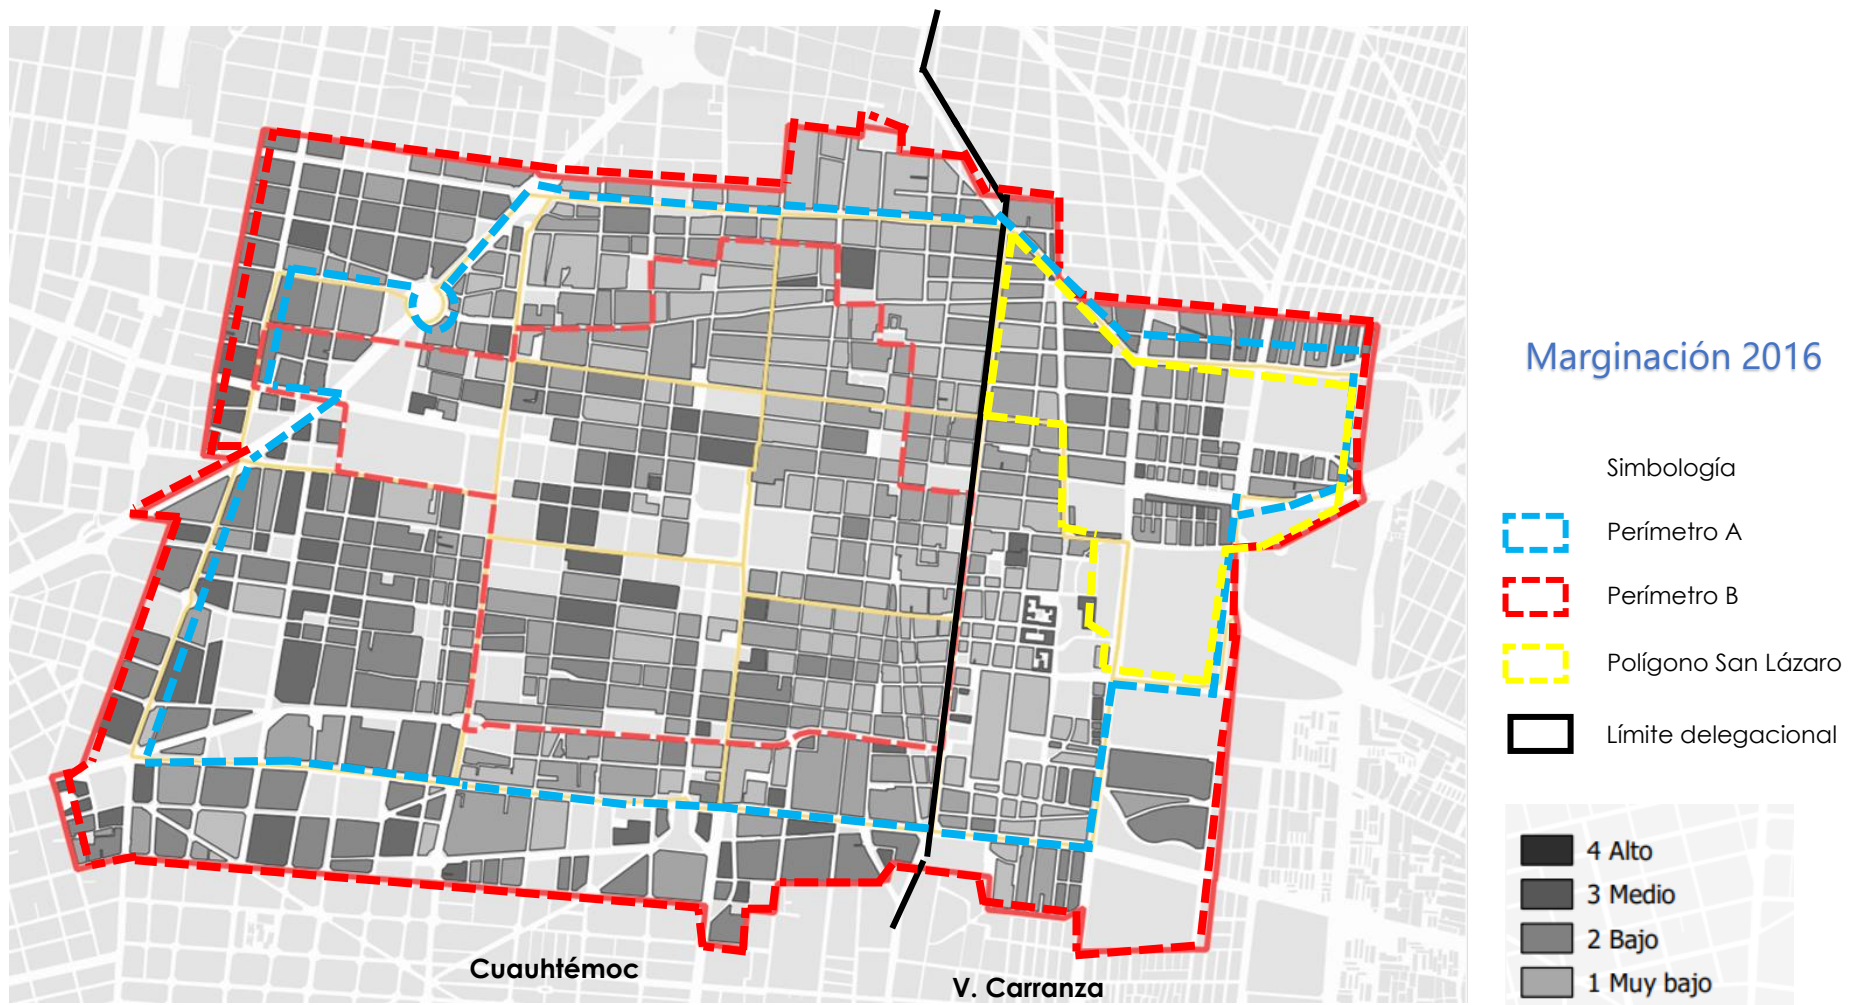 Marginación 2016
Simbología
Perímetro A
Perímetro B
Polígono San Lázaro
Límite delegacional
4 Alto
3 Medio
2 Bajo
1 Muy bajo
Cuauhtémoc
V. Carranza